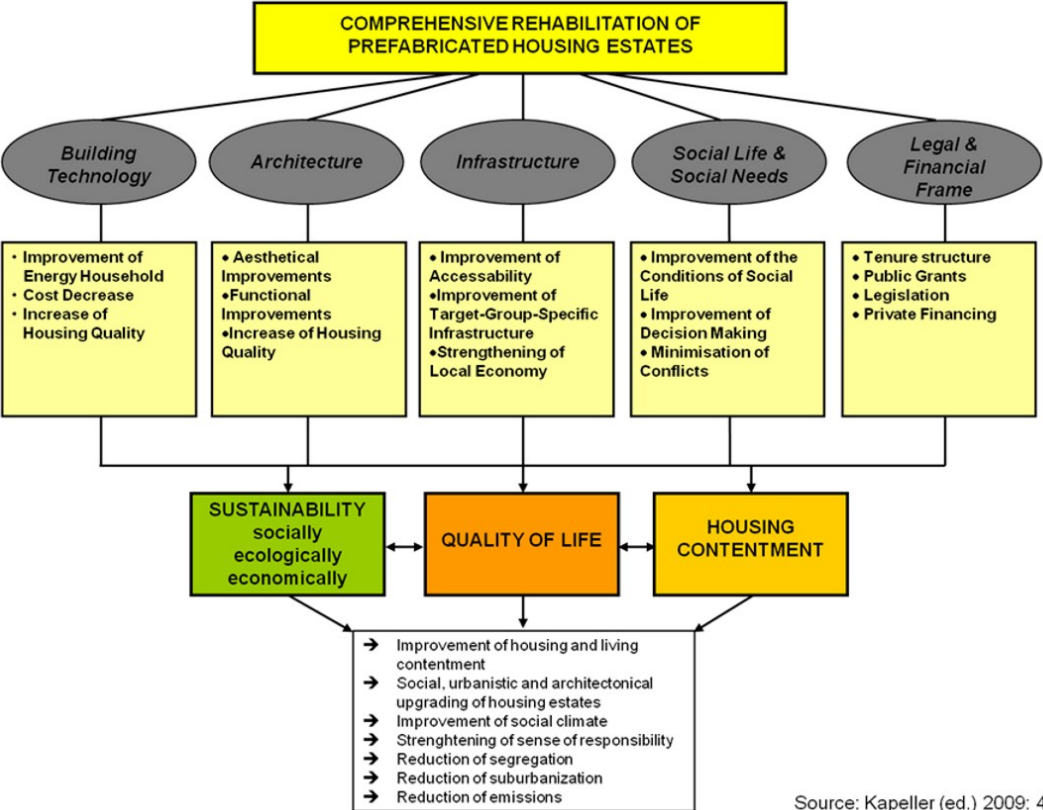 COMPREHENSIVE REHABILITATION OF
PREFABRICATED HOUSING ESTATES
Building
Technology
Architecture
Infrastructure
Social Life &
Social Needs
Legal &
Financial
Frame
• Improvement of
Energy Household
• Cost Decrease
• Increase of
Housing Quality
• Aesthetical
Improvements
•Functional
Improvements
•Increase of Housing
Quality
• Improvement of
Accessability
•Improvement of
Target-Group-Specific
Infrastructure
•Strengthening of
Local Economy
• Improvement of the
Conditions of Social
Life
• Improvement of
Decision Making
• Minimisation of
Conflicts
• Tenure structure
• Public Grants
• Legislation
• Private Financing
SUSTAINABILITY
socially
ecologically
economically
QUALITY OF LIFE
HOUSING
CONTENTMENT
➔ Improvement of housing and living
contentment
➔ Social, urbanistic and architectonical
upgrading of housing estates
➔ Improvement of social climate
➔ Strenghtening of sense of responsibility
➔ Reduction of segregation
➔ Reduction of suburbanization
➔ Reduction of emissions
Source: Kapeller (ed.) 2009: 4